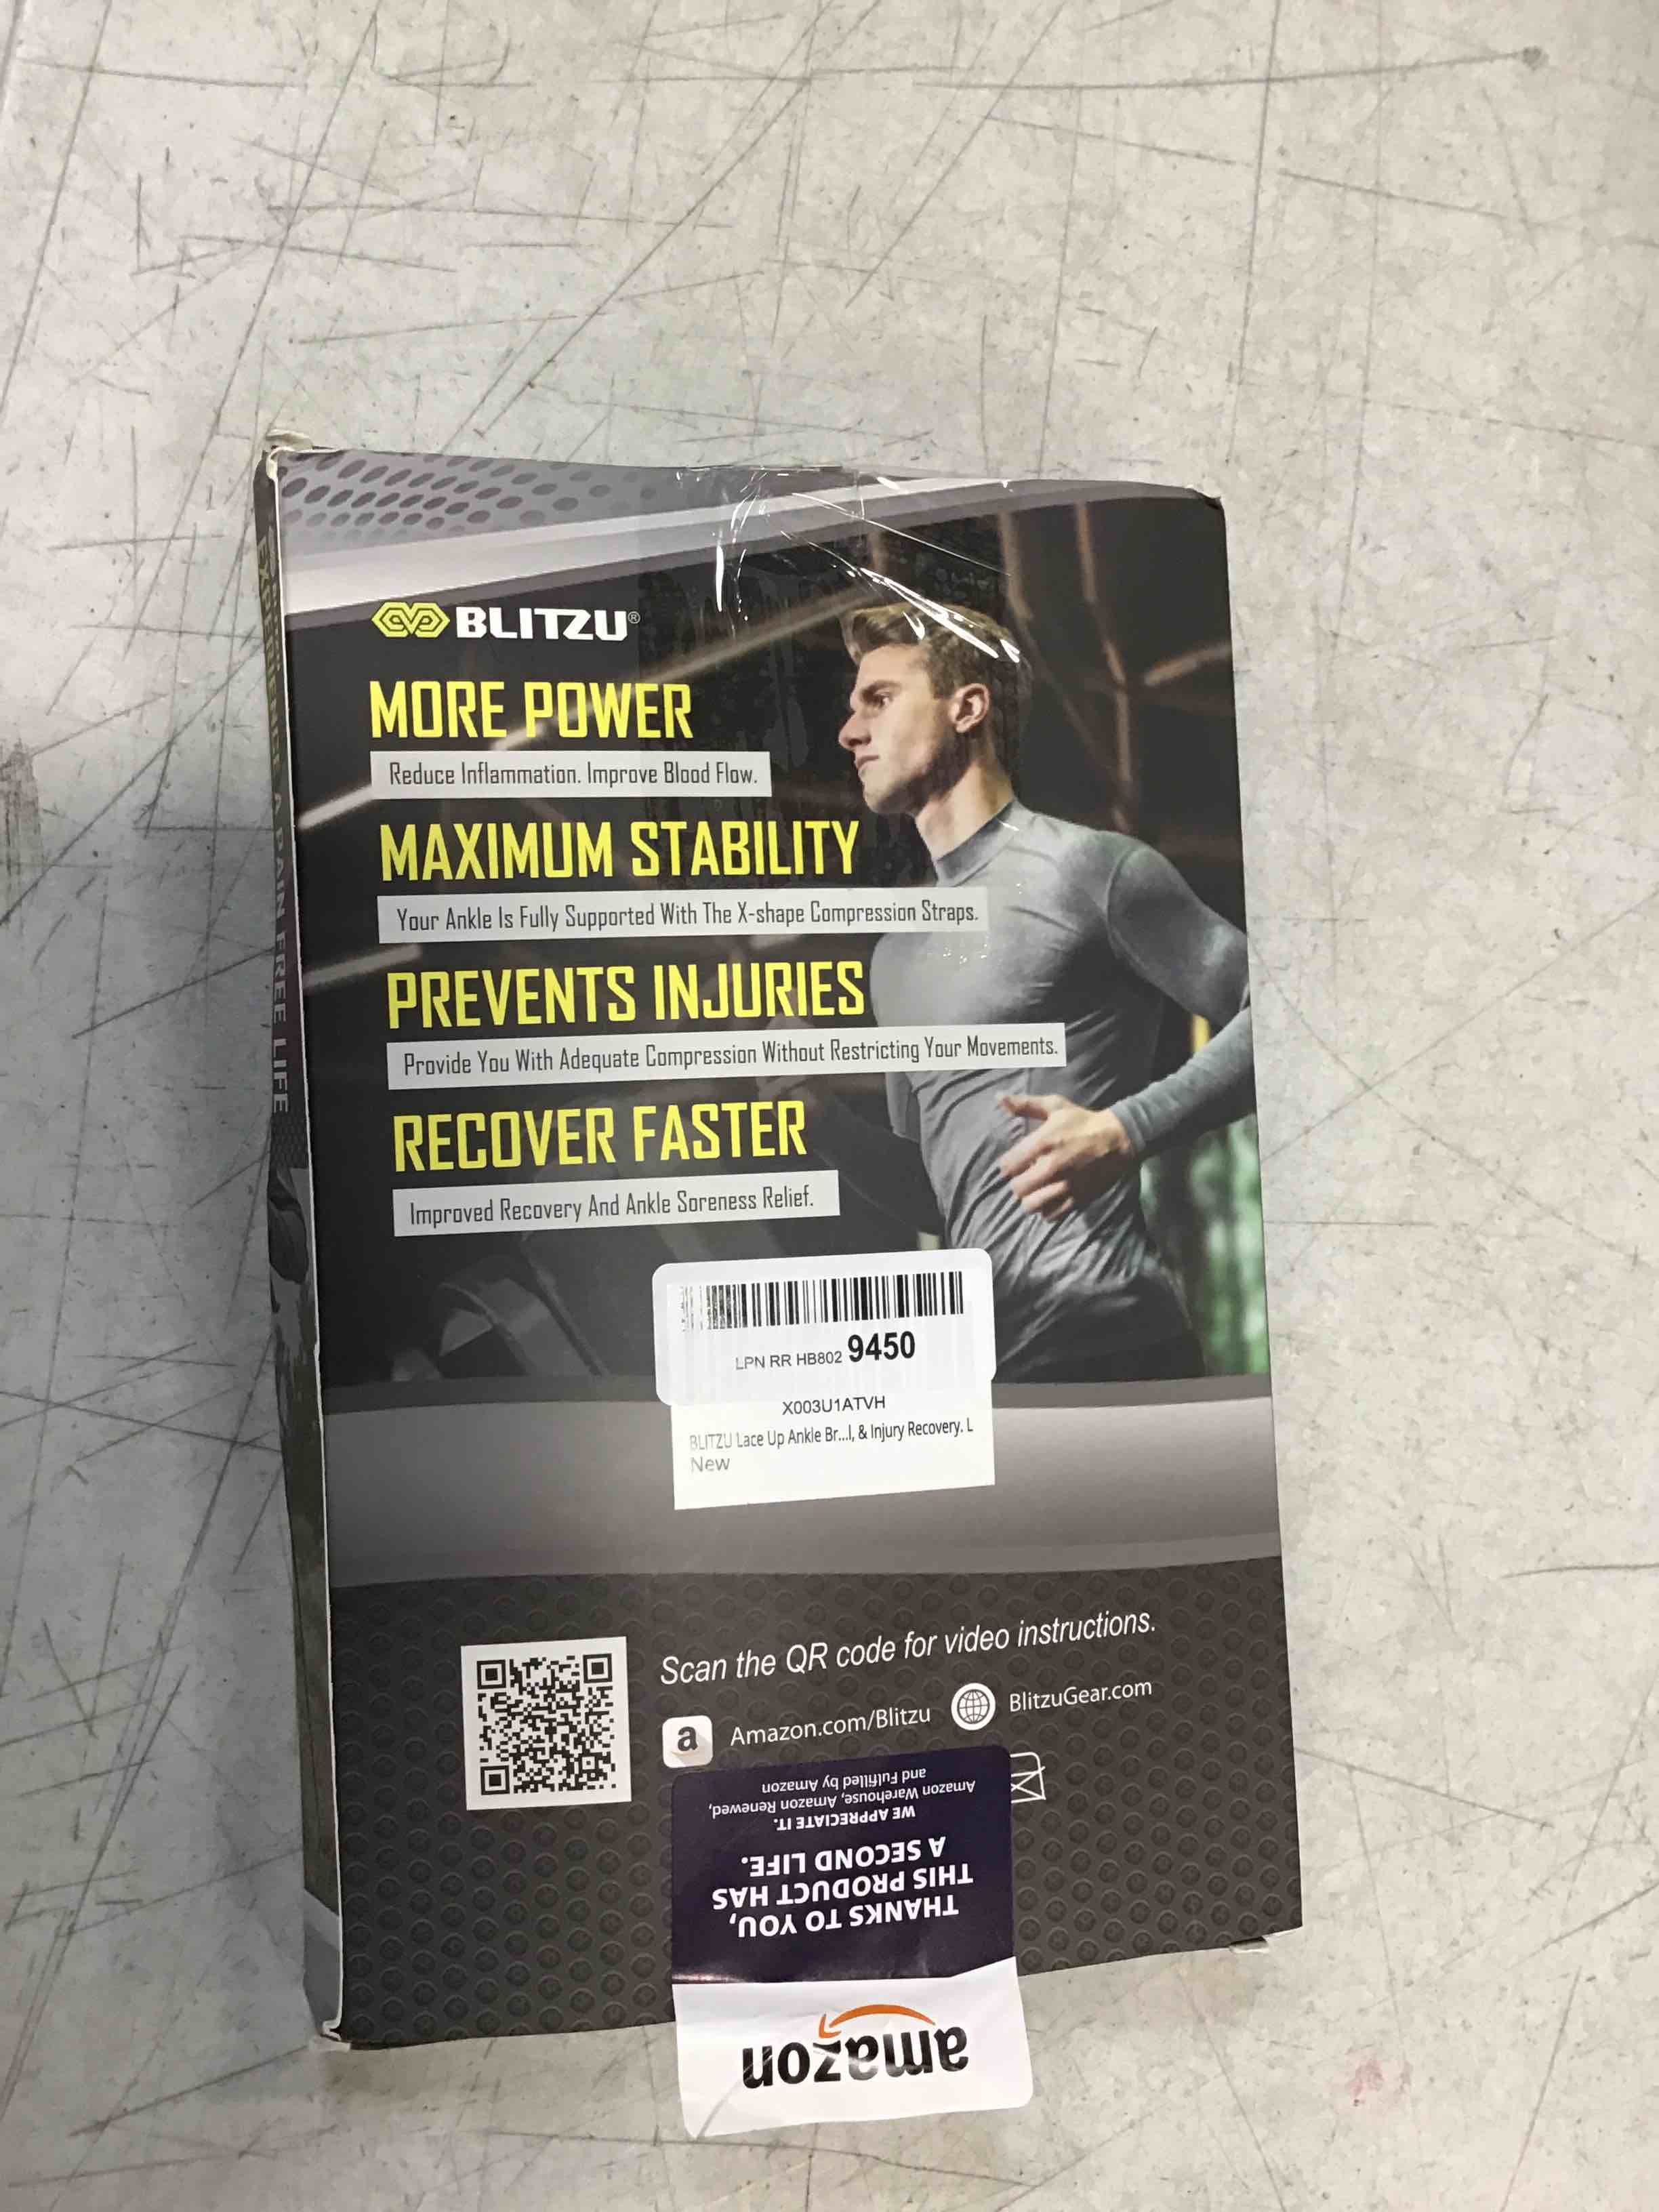 BLITZU®
MORE POWER
Reduce Inflammation. Improve Blood Flow.
MAXIMUM STABILITY
Your Ankle Is Fully Supported With The X-shape Compression Straps.
PREVENTS INJURIES
Provide You With Adequate Compression Without Restricting Your Movements.
RECOVER FASTER
Improved Recovery And Ankle Soreness Relief.
EXPERIENCE A PAIN FREE LIFE
LPN RR HB802 9450
X003U1ATVH
BLITZU Lace Up Ankle Br...l, & Injury Recovery. L
New
Scan the QR code for video instructions.
a Amazon.com/Blitzu
BlitzuGear.com
amazon
THANKS TO YOU,
THIS PRODUCT HAS
A SECOND LIFE.
WE APPRECIATE IT.
Amazon Warehouse, Amazon Renewed,
and Fulfilled by Amazon